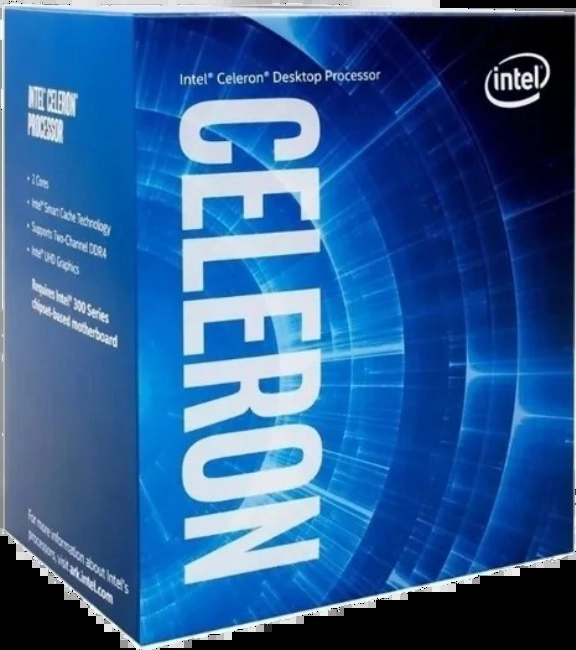 INTEL® CELERON®
PROCESSOR
• 2 Cores
• Intel® Smart Cache Technology
• Supports Two-Channel DDR4
• Intel® UHD Graphics
Requires Intel® 300 Series
chipset-based motherboard
For more information about Intel's
processors, visit ark.intel.com
Intel® Celeron® Desktop Processor
intel
CELERON